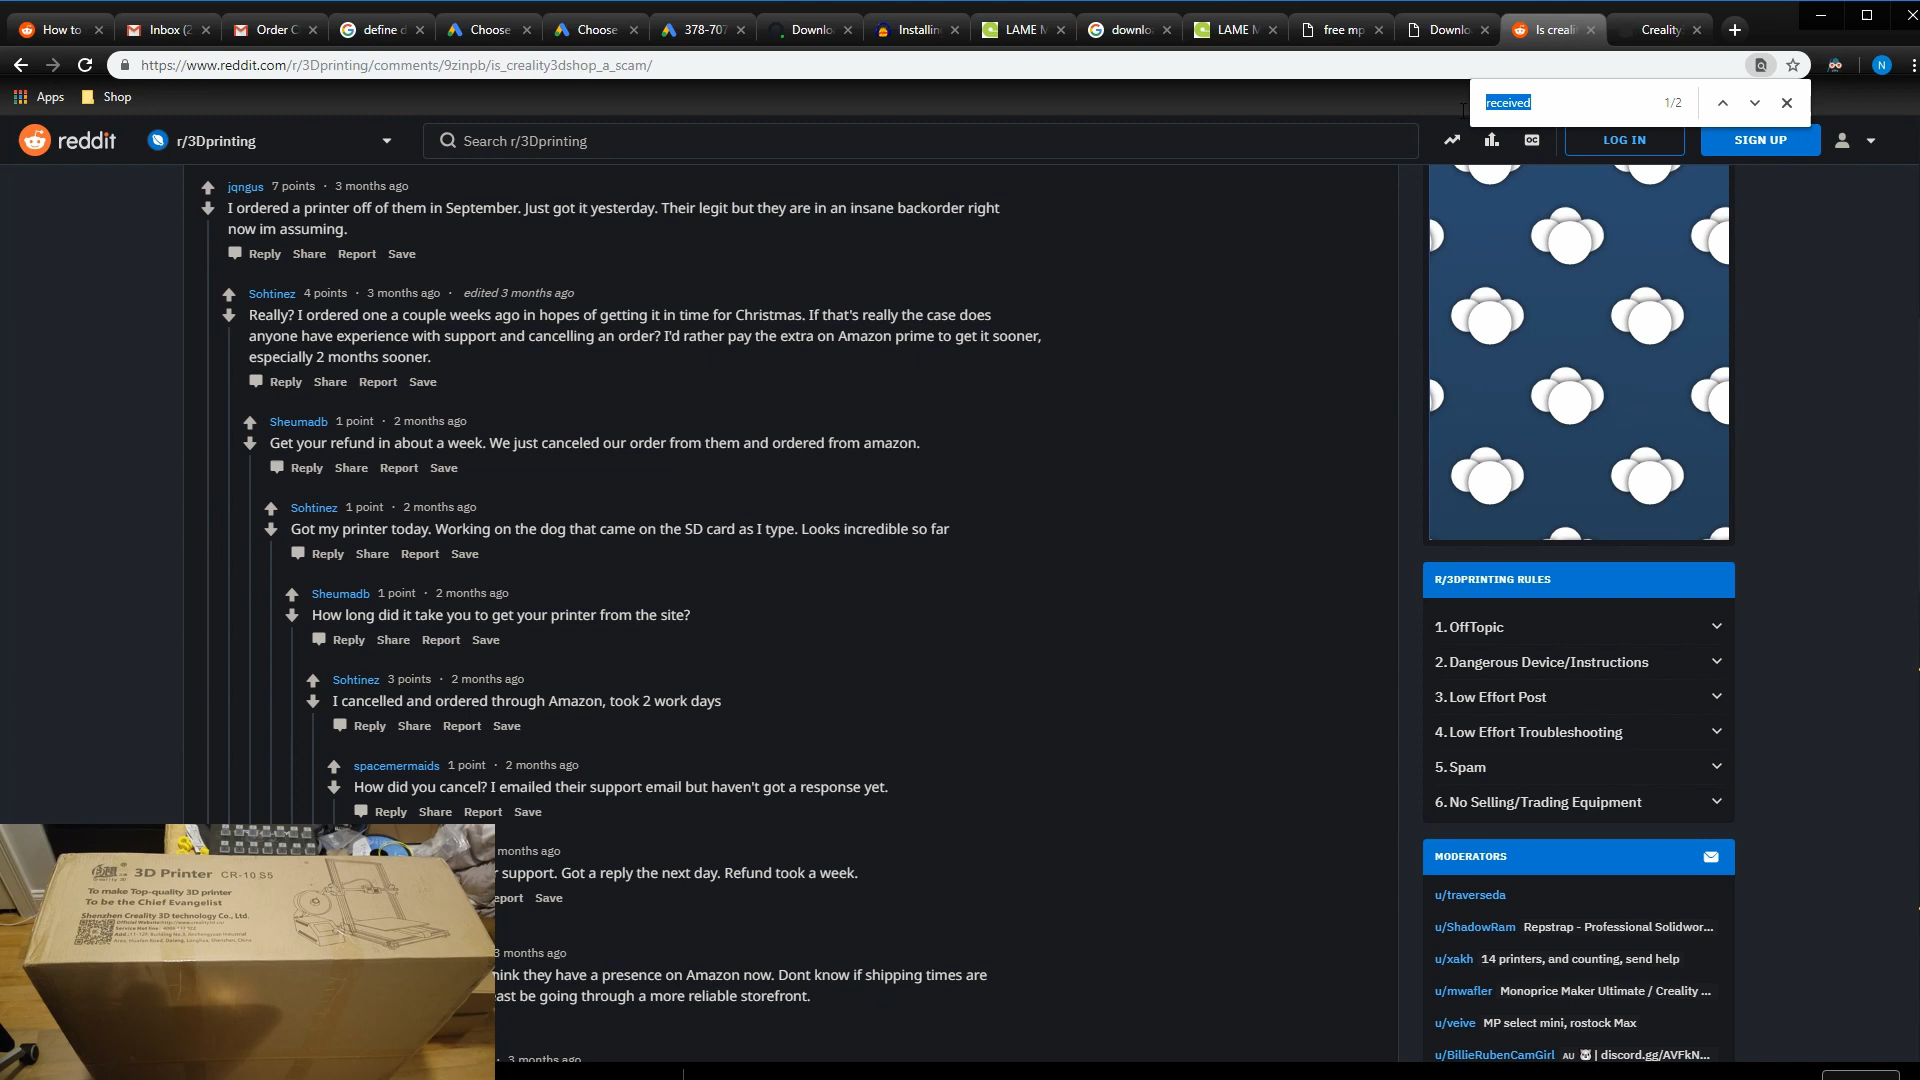 How to
Inbox (2
Order C
define d
Choose
Choose
378-707
Downlo
Installin
LAME M
downlo
LAME M
free mp
Downlo
Is creali
Creality
https://www.reddit.com/r/3Dprinting/comments/9zinpb/is_creality3dshop_a_scam/
N
Apps
Shop
received
1/2
reddit
r/3Dprinting
Search r/3Dprinting
LOG IN
SIGN UP
jqngus 7 points · 3 months ago
I ordered a printer off of them in September. Just got it yesterday. Their legit but they are in an insane backorder right
now im assuming.
Reply Share Report Save
Sohtinez 4 points · 3 months ago · edited 3 months ago
Really? I ordered one a couple weeks ago in hopes of getting it in time for Christmas. If that's really the case does
anyone have experience with support and cancelling an order? I'd rather pay the extra on Amazon prime to get it sooner,
especially 2 months sooner.
Reply Share Report Save
Sheumadb 1 point · 2 months ago
Get your refund in about a week. We just canceled our order from them and ordered from amazon.
Reply Share Report Save
Sohtinez 1 point · 2 months ago
Got my printer today. Working on the dog that came on the SD card as I type. Looks incredible so far
Reply Share Report Save
Sheumadb 1 point · 2 months ago
How long did it take you to get your printer from the site?
Reply Share Report Save
Sohtinez 3 points · 2 months ago
I cancelled and ordered through Amazon, took 2 work days
Reply Share Report Save
spacemermaids 1 point · 2 months ago
How did you cancel? I emailed their support email but haven't got a response yet.
Reply Share Report Save
months ago
r support. Got a reply the next day. Refund took a week.
eport Save
3 months ago
hink they have a presence on Amazon now. Dont know if shipping times are
east be going through a more reliable storefront.
· 3 months ago
3D Printer CR-10 S5
To make Top-quality 3D printer
To be the Chief Evangelist
Shenzhen Creality 3D technology Co., Ltd.
R/3DPRINTING RULES
1. OffTopic
2. Dangerous Device/Instructions
3. Low Effort Post
4. Low Effort Troubleshooting
5. Spam
6. No Selling/Trading Equipment
MODERATORS
u/traverseda
u/ShadowRam Repstrap - Professional Solidwor...
u/xakh 14 printers, and counting, send help
u/mwafler Monoprice Maker Ultimate / Creality ...
u/veive MP select mini, rostock Max
u/BillieRubenCamGirl AU | discord.gg/AVFkN...